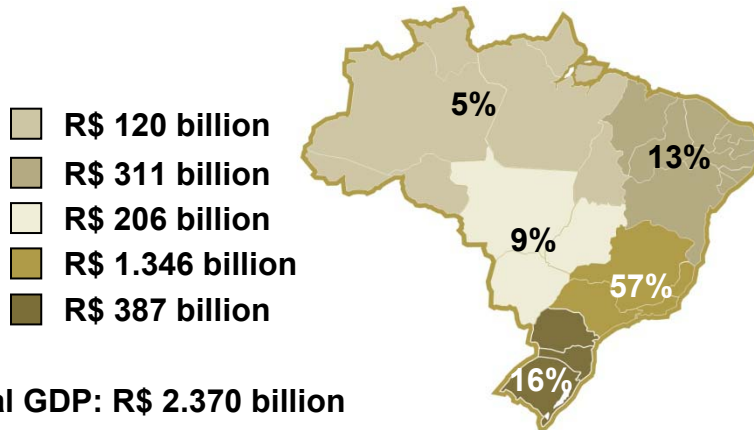 R$ 120 billion
R$ 311 billion
R$ 206 billion
R$ 1.346 billion
R$ 387 billion
al GDP: R$ 2.370 billion
5%
13%
9%
57%
16%